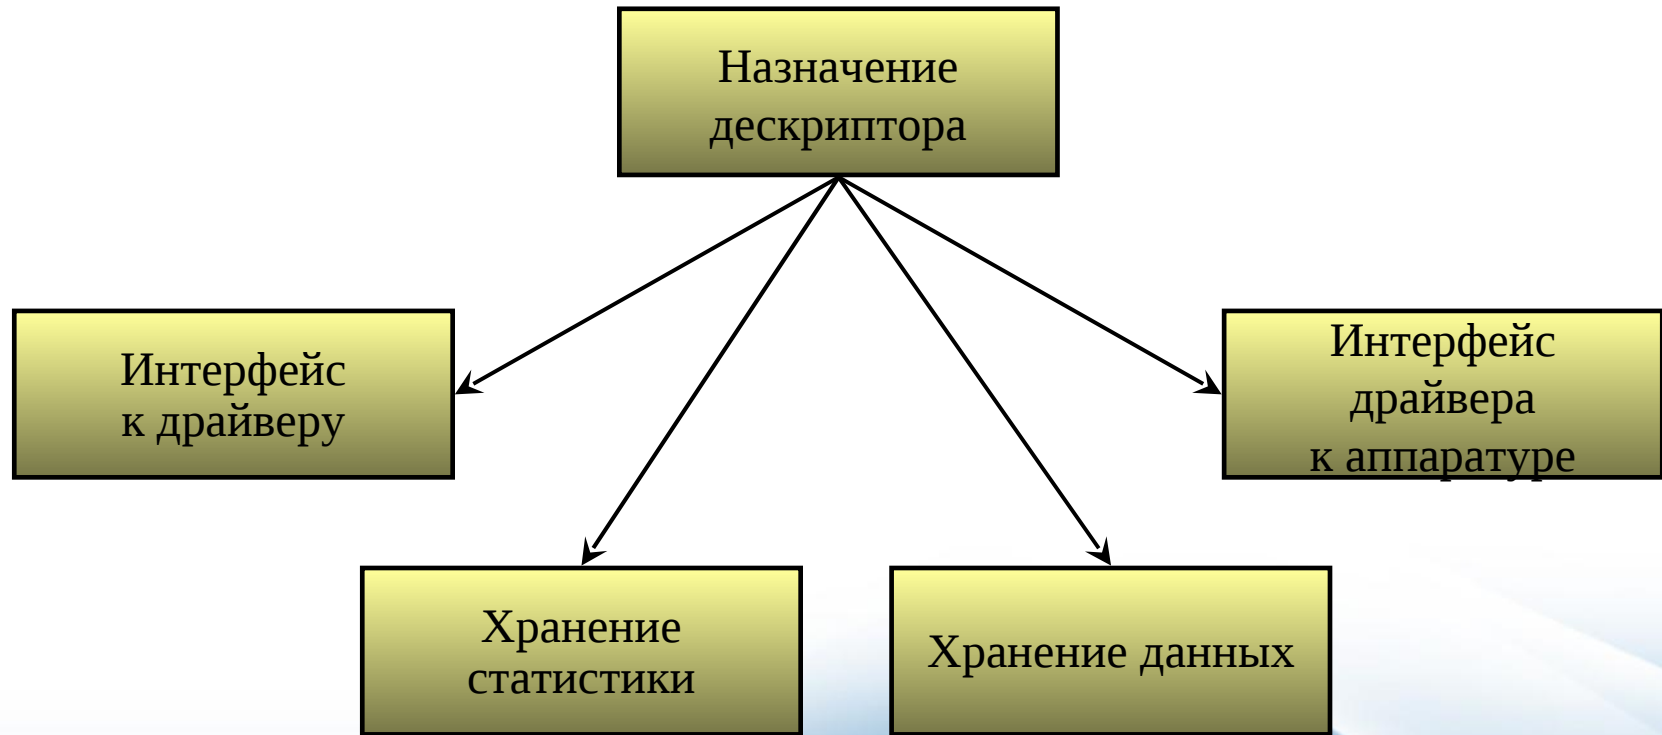 Назначение
дескриптора
Интерфейс
к драйверу
Интерфейс
драйвера
к аппаратуре
Хранение
статистики
Хранение данных